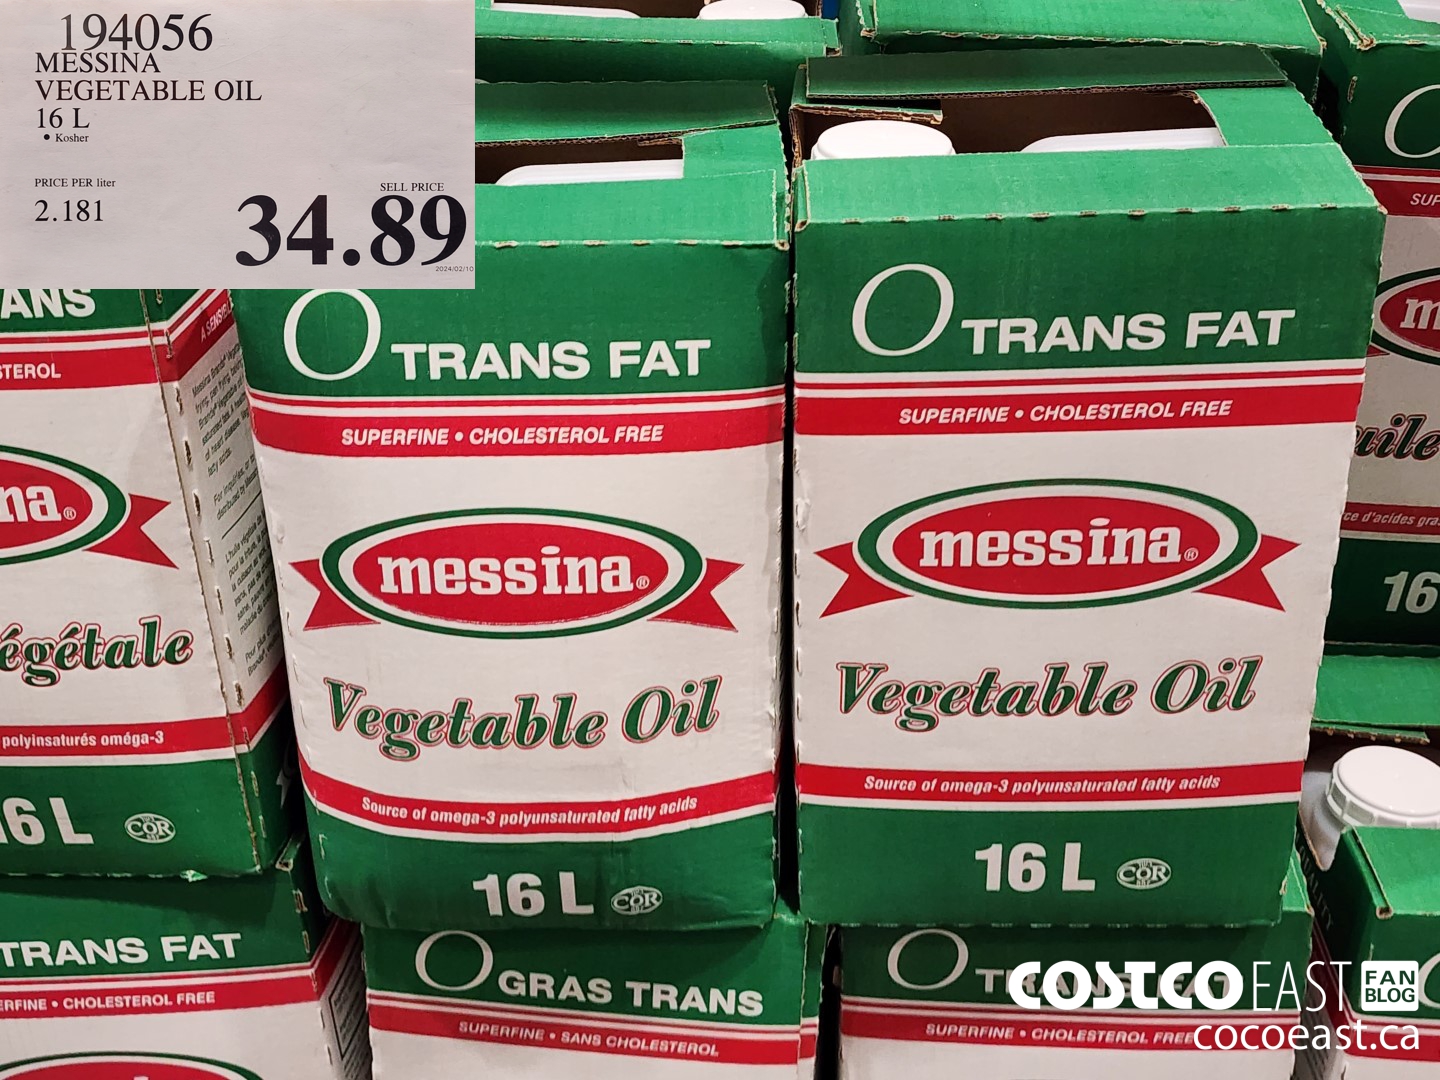 194056
MESSINA
VEGETABLE OIL
16 L
• Kosher
PRICE PER liter
2.181
SELL PRICE
34.89
2024/02/10
O TRANS FAT
SUPERFINE • CHOLESTEROL FREE
messina®
Vegetable Oil
Source of omega-3 polyunsaturated fatty acids
16 L
COR
O TRANS FAT
SUPERFINE • CHOLESTEROL FREE
messina®
Vegetable Oil
Source of omega-3 polyunsaturated fatty acids
16 L
COR
polyinsaturés oméga-3
16 L
COR
16
TRANS FAT
CHOLESTEROL FREE
O GRAS TRANS
SUPERFINE • SANS CHOLESTEROL
O TRANS FAT
SUPERFINE • CHOLESTEROL FREE
COSTCO EAST FAN BLOG
cocoeast.ca